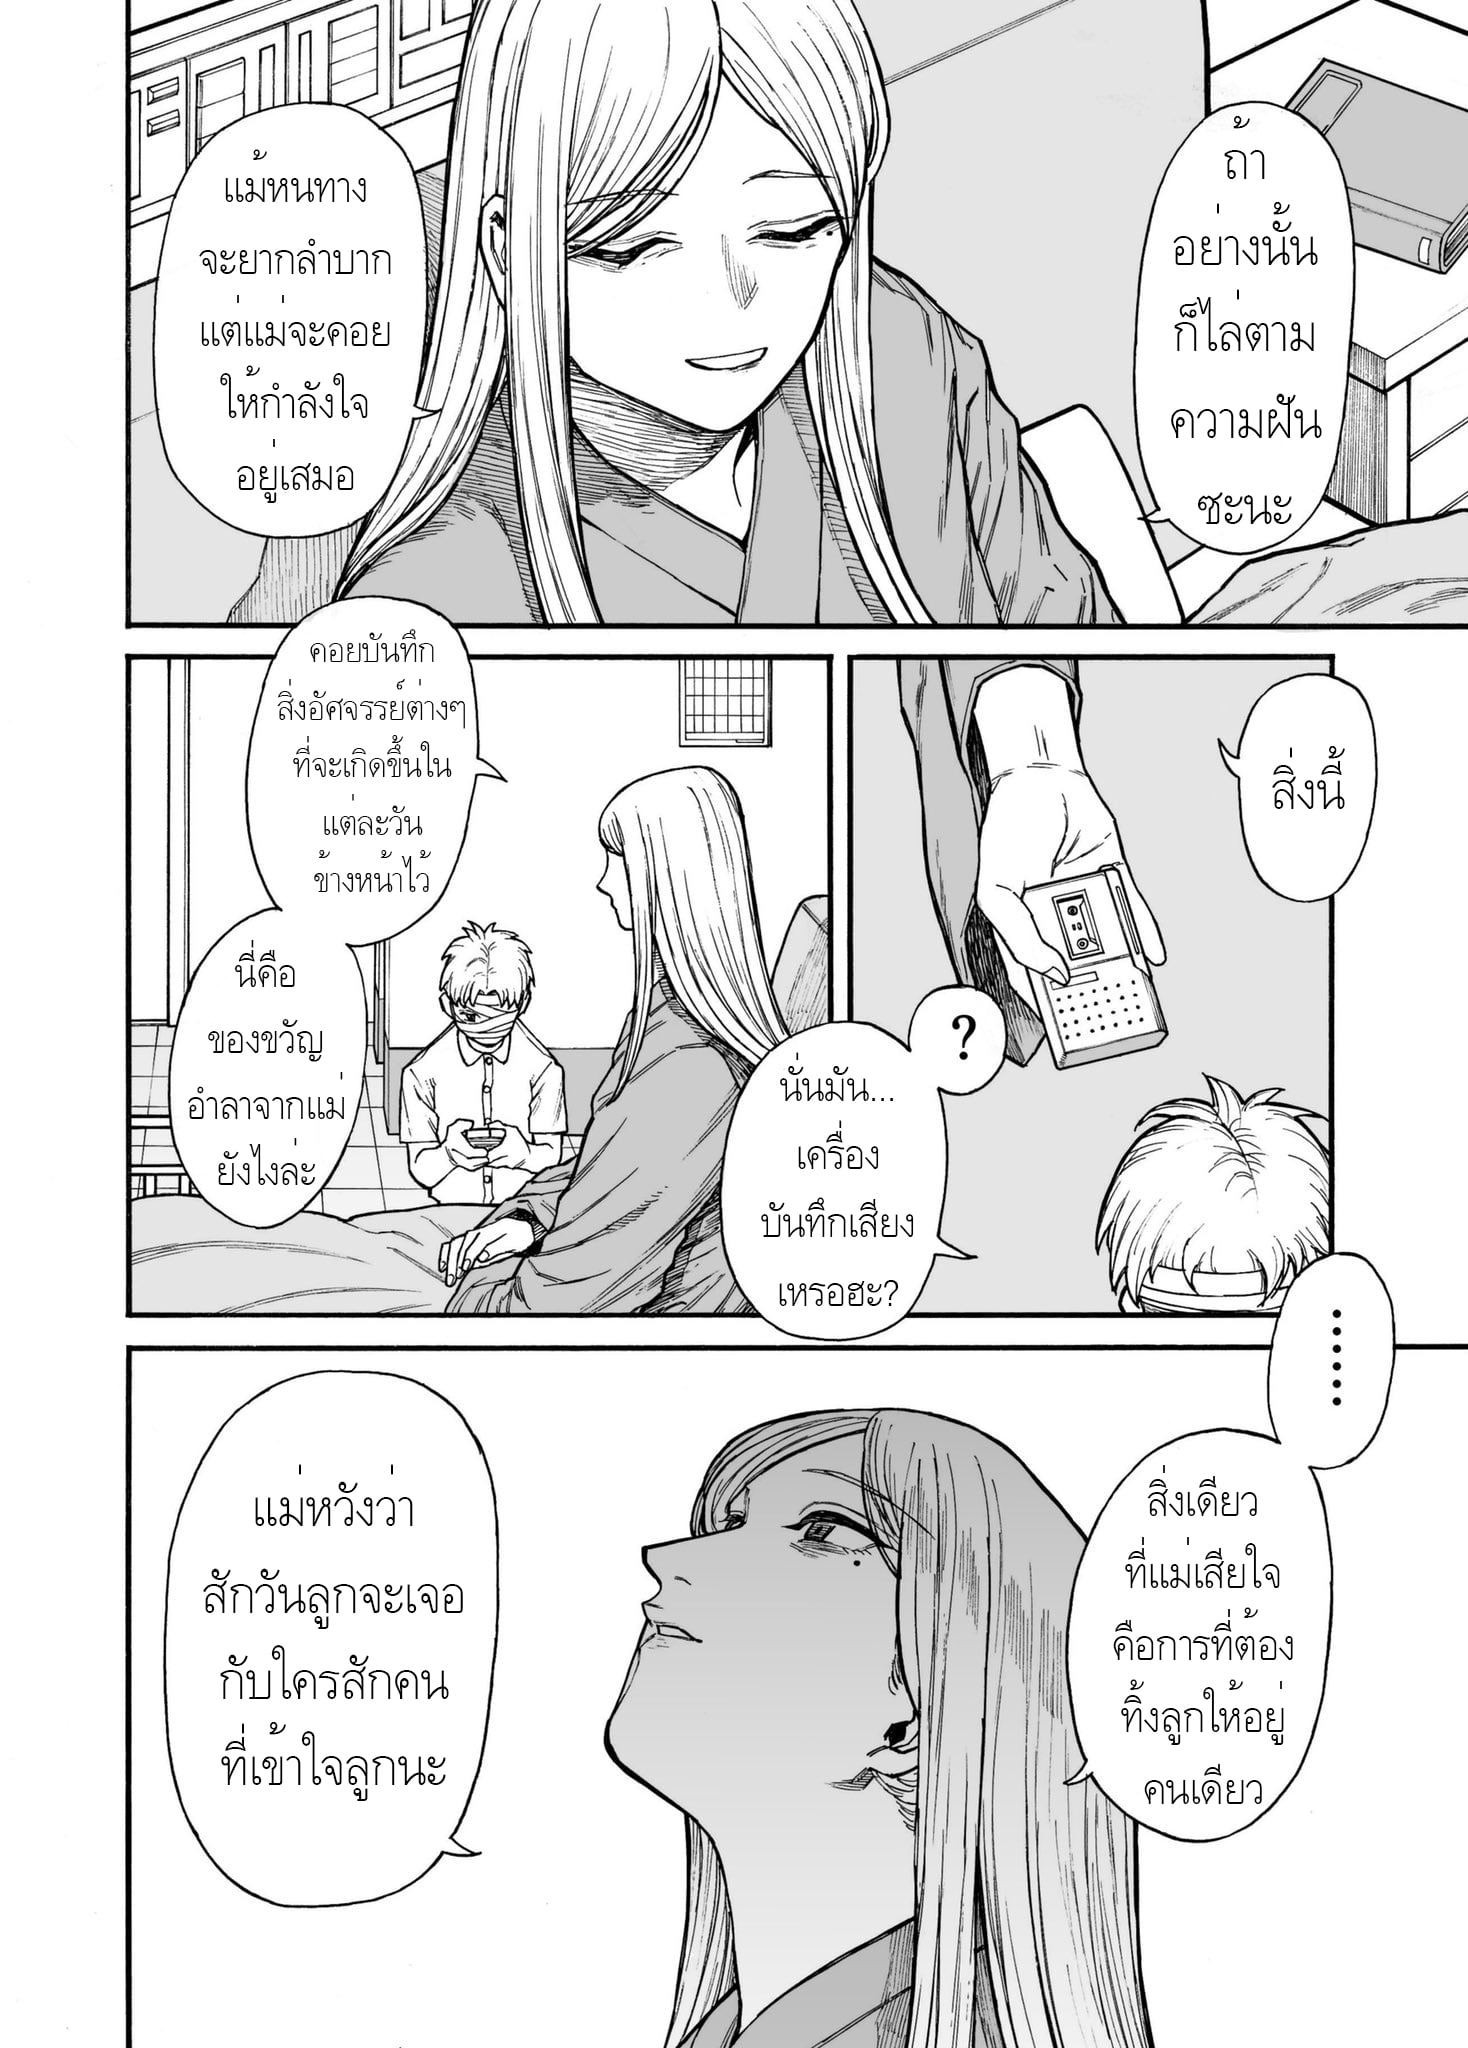 ถ้า
อย่างนั้น
ก็ไล่ตาม
ความฝัน
ซะนะ
แม้หนทาง
จะยากลำบาก
แต่แม่จะคอย
ให้กำลังใจ
อยู่เสมอ
สิ่งนี้
?
นั่นมัน...
เครื่อง
บันทึกเสียง
เหรอฮะ?
คอยบันทึก
สิ่งอัศจรรย์ต่างๆ
ที่จะเกิดขึ้นใน
แต่ละวัน
ข้างหน้าไว้
นี่คือ
ของขวัญ
อำลาจากแม่
ยังไงล่ะ
......
สิ่งเดียว
ที่แม่เสียใจ
คือการที่ต้อง
ทิ้งลูกให้อยู่
คนเดียว
แม่หวังว่า
สักวันลูกจะเจอ
กับใครสักคน
ที่เข้าใจลูกนะ